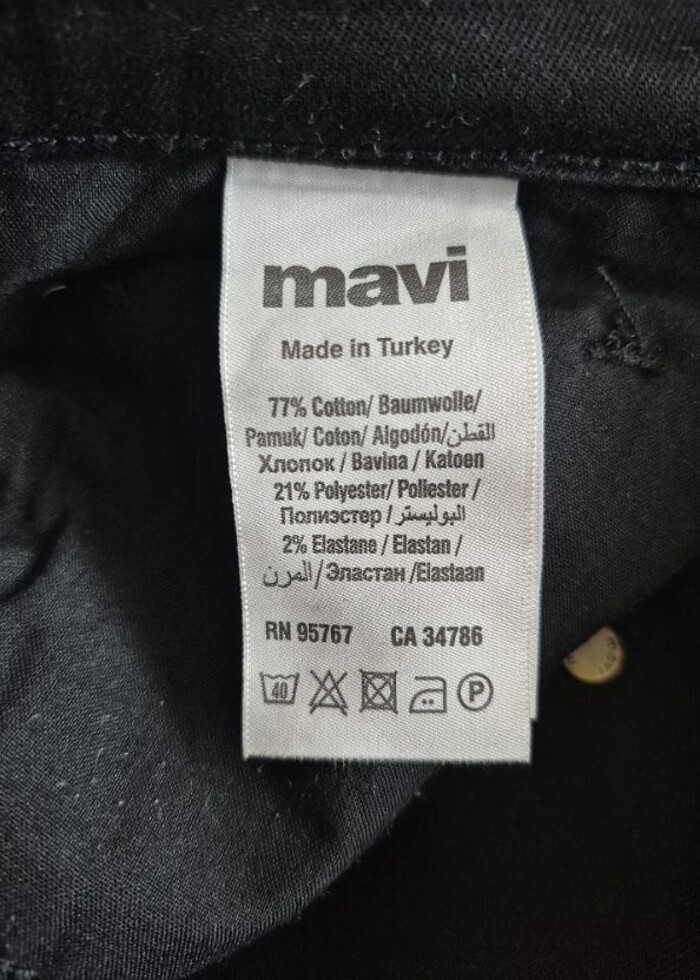 mavi
Made in Turkey
77% Cotton/ Baumwolle/
Pamuk/ Coton/ Algodón/القطن
Хлопок / Bavina / Katoen
21% Polyester/ Poliester /
Полиэстер / البوليستر
2% Elastane / Elastan /
المرن/Эластан /Elastaan
RN 95767 CA 34786
40 P